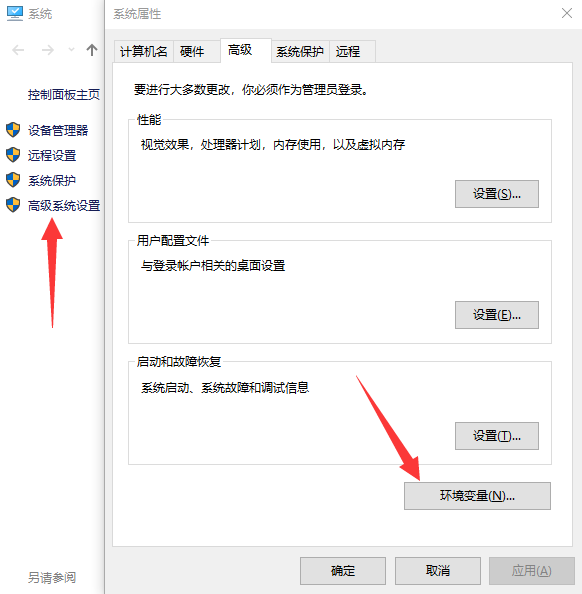 系统
控制面板主页
设备管理器
远程设置
系统保护
高级系统设置
另请参阅
系统属性
计算机名
硬件
高级
系统保护
远程
要进行大多数更改，你必须作为管理员登录。
性能
视觉效果，处理器计划，内存使用，以及虚拟内存
设置(S)...
用户配置文件
与登录帐户相关的桌面设置
设置(E)...
启动和故障恢复
系统启动、系统故障和调试信息
设置(T)...
环境变量(N)...
确定
取消
应用(A)